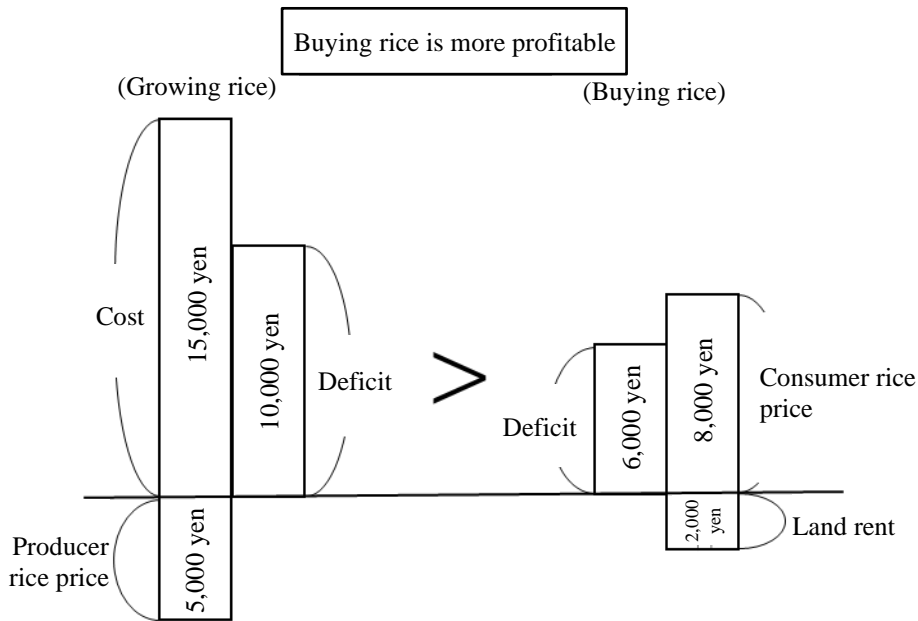 Buying rice is more profitable
(Growing rice)
(Buying rice)
Cost
15,000 yen
10,000 yen
Deficit
>
Deficit
6,000 yen
8,000 yen
Consumer rice
price
Producer
rice price
5,000 yen
2,000
yen
Land rent